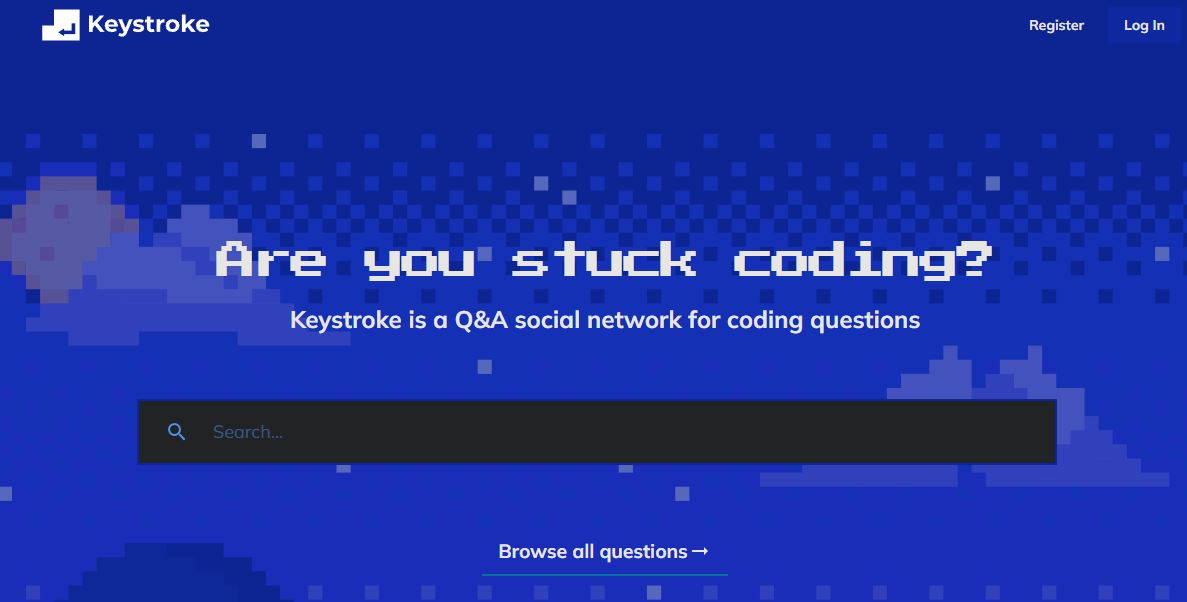 Keystroke
Register
Log In
Are you stuck coding?
Keystroke is a Q&A social network for coding questions
Search...
Browse all questions →